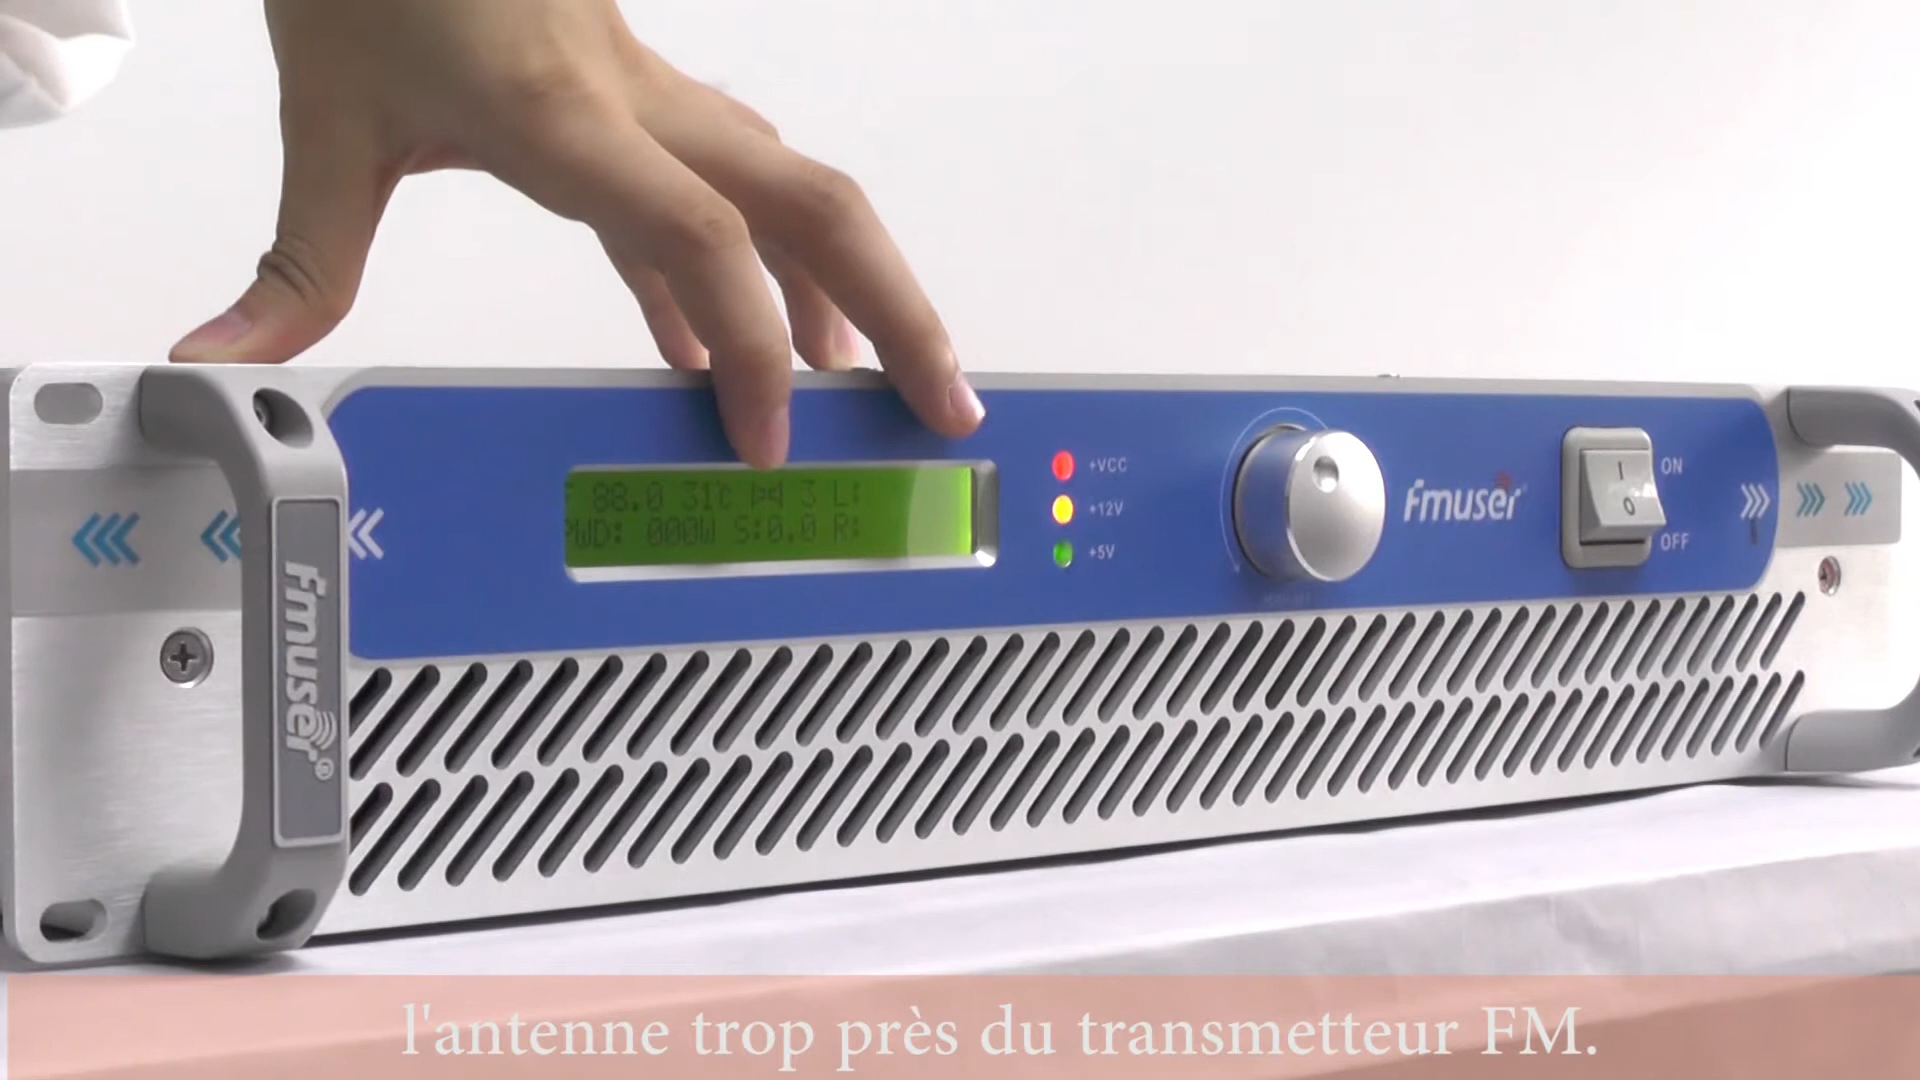 F 88.0 31℃ 3 L:
PWD: 000W S:0.0 R:
+VCC
+12V
+5V
fmuser
ON
OFF
fmuser®
l'antenne trop près du transmetteur FM.